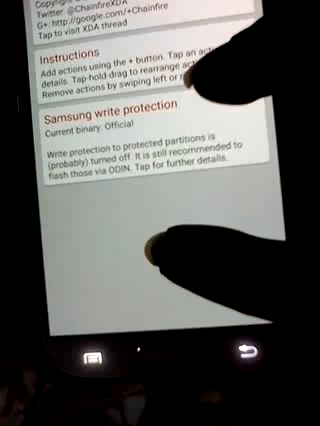 Twitter: @ChainfireXDA
G+: http://google.com/+Chainfire
Tap to visit XDA thread
Instructions
Add actions using the + button. Tap an
details. Tap-hold-drag to rearrange
Remove actions by swiping left or
Samsung write protection
Current binary: Official
Write protection to protected partitions is
(probably) turned off. It is still recommended to
flash those via ODIN. Tap for further details.